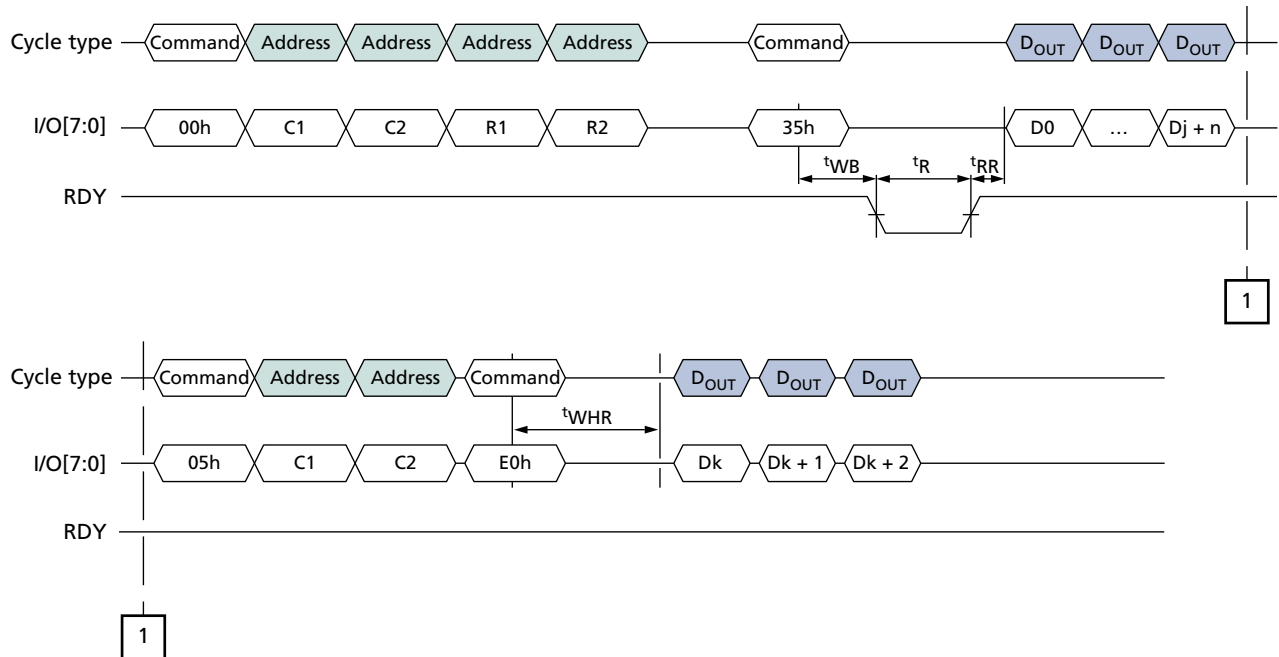 Cycle type Command Address Address Address Address Command DOUT DOUT DOUT
I/O[7:0] 00h C1 C2 R1 R2 35h D0 ... Dj + n
tWB tR tRR
RDY
1
Cycle type Command Address Address Command DOUT DOUT DOUT
tWHR
I/O[7:0] 05h C1 C2 E0h Dk Dk + 1 Dk + 2
RDY
1